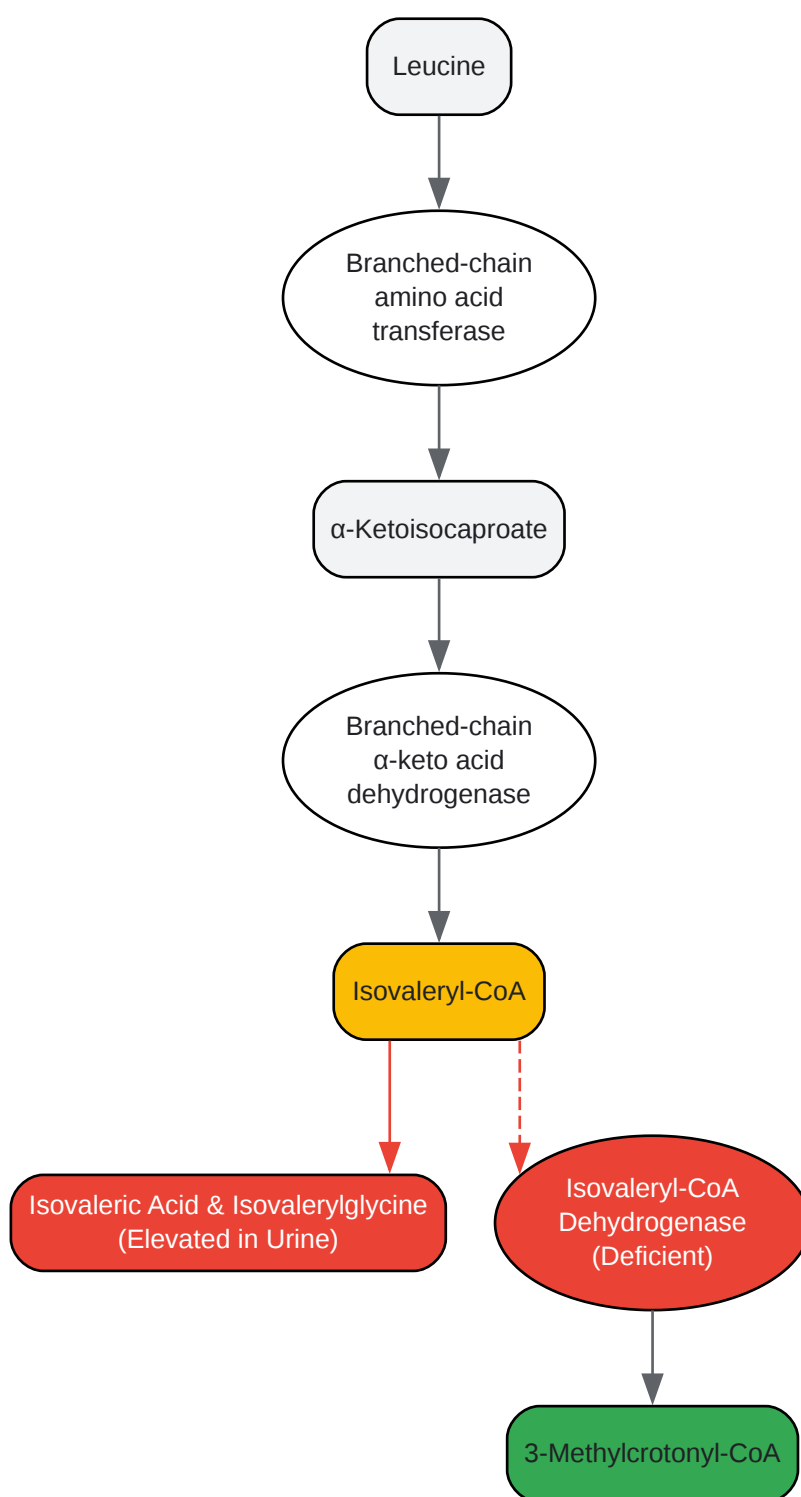 Leucine
Branched-chain
amino acid
transferase
α-Ketoisocaproate
Branched-chain
α-keto acid
dehydrogenase
Isovaleryl-CoA
Isovaleric Acid & Isovalerylglycine
(Elevated in Urine)
Isovaleryl-CoA
Dehydrogenase
(Deficient)
3-Methylcrotonyl-CoA